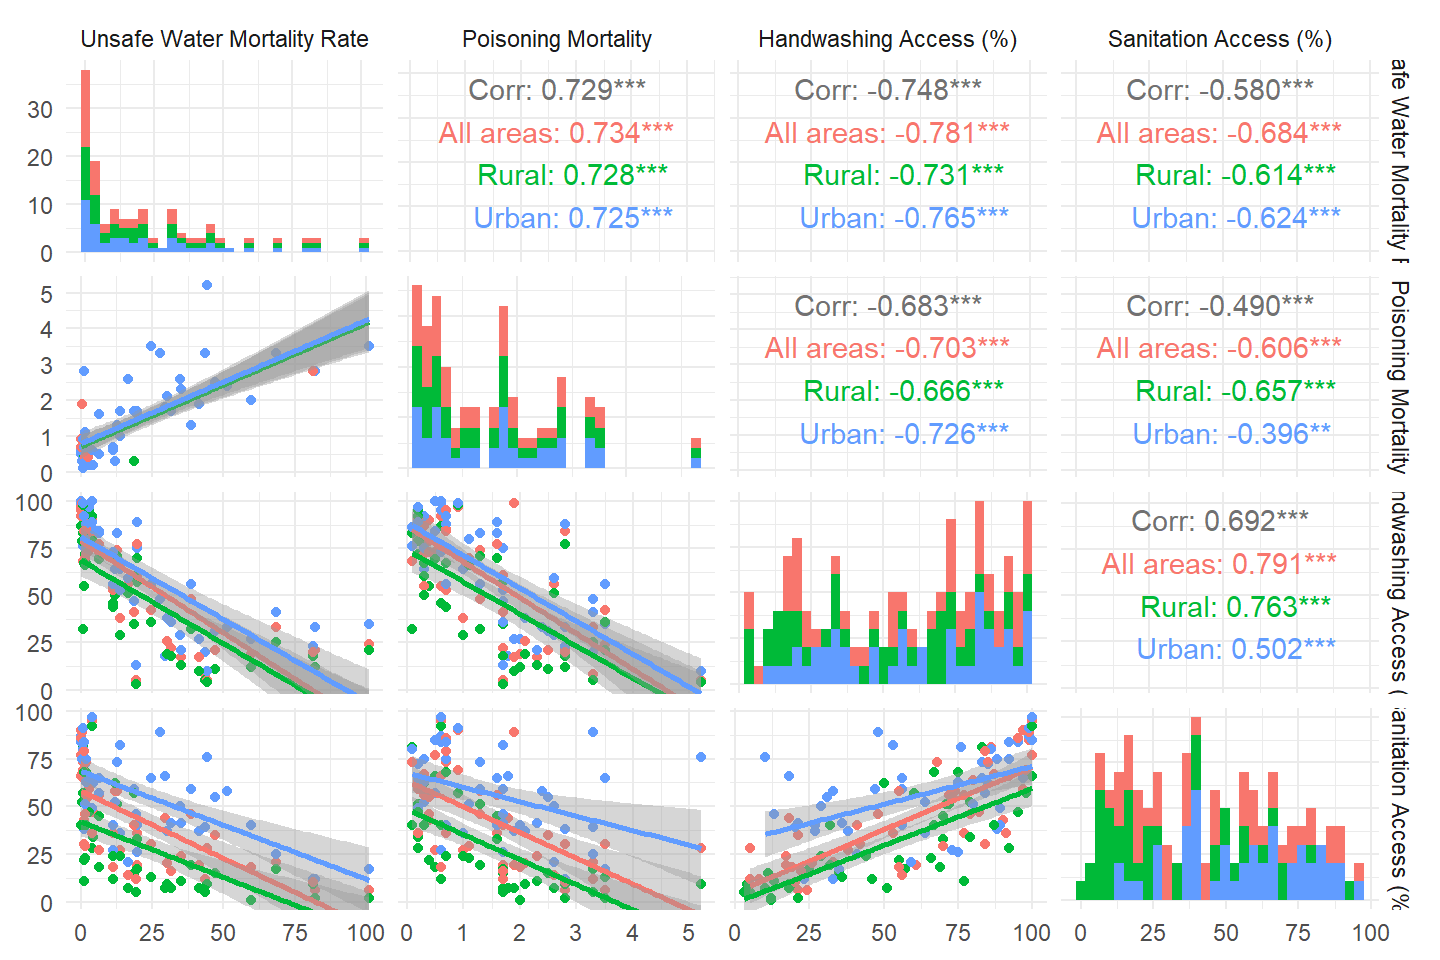 Unsafe Water Mortality Rate Poisoning Mortality Handwashing Access (%) Sanitation Access (%)
Corr: 0.729***
All areas: 0.734***
Rural: 0.728***
Urban: 0.725***
Corr: -0.748***
All areas: -0.781***
Rural: -0.731***
Urban: -0.765***
Corr: -0.580***
All areas: -0.684***
Rural: -0.614***
Urban: -0.624***
afe Water Mortality F
30
20
10
0
Corr: -0.683***
All areas: -0.703***
Rural: -0.666***
Urban: -0.726***
Corr: -0.490***
All areas: -0.606***
Rural: -0.657***
Urban: -0.396**
Poisoning Mortality
5
4
3
2
1
0
Corr: 0.692***
All areas: 0.791***
Rural: 0.763***
Urban: 0.502***
ndwashing Access (
100
75
50
25
0
anitation Access (%
100
75
50
25
0
0 25 50 75 100 0 1 2 3 4 5 0 25 50 75 100 0 25 50 75 100